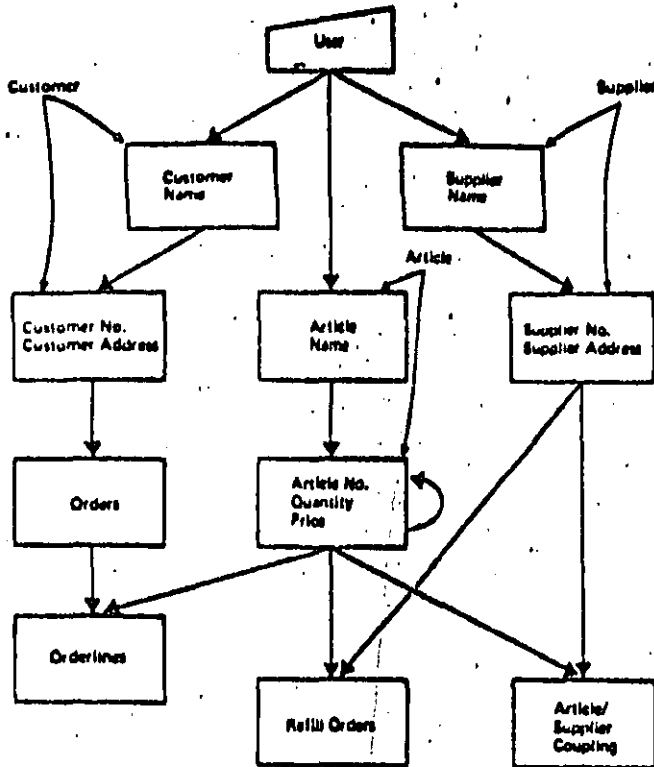 User
Customer
Supplier
Customer
Name
Supplier
Name
Article
Customer No.
Customer Address
Article
Name
Supplier No.
Supplier Address
Orders
Article No.
Quantity
Price
Orderlines
Refill Orders
Article/
Supplier
Coupling